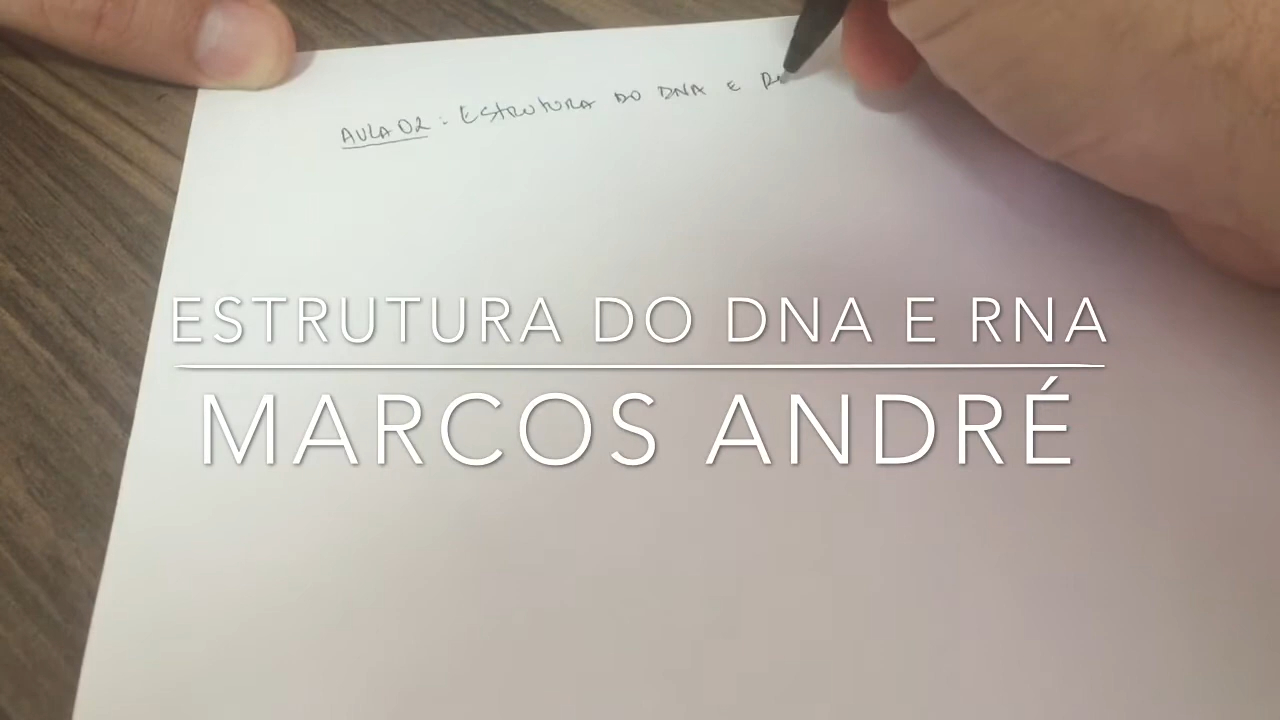 AULA 02: ESTRUTURA DO DNA E R
ESTRUTURA DO DNA E RNA
MARCOS ANDRÉ